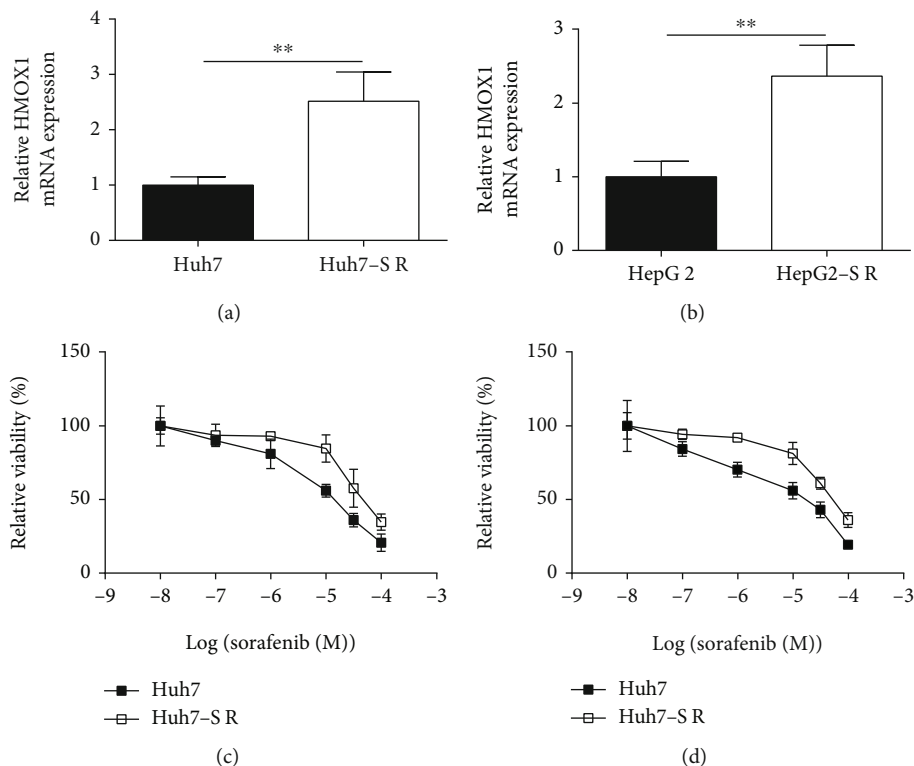 Relative HMOX1
mRNA expression
4
3
2
1
0
**
Huh7
Huh7–S R
(a)
Relative HMOX1
mRNA expression
3
2
1
0
**
HepG 2
HepG2–S R
(b)
Relative viability (%)
150
100
50
0
–9
–8
–7
–6
–5
–4
–3
Log (sorafenib (M))
Huh7
Huh7–S R
(c)
Relative viability (%)
150
100
50
0
–9
–8
–7
–6
–5
–4
–3
Log (sorafenib (M))
Huh7
Huh7–S R
(d)